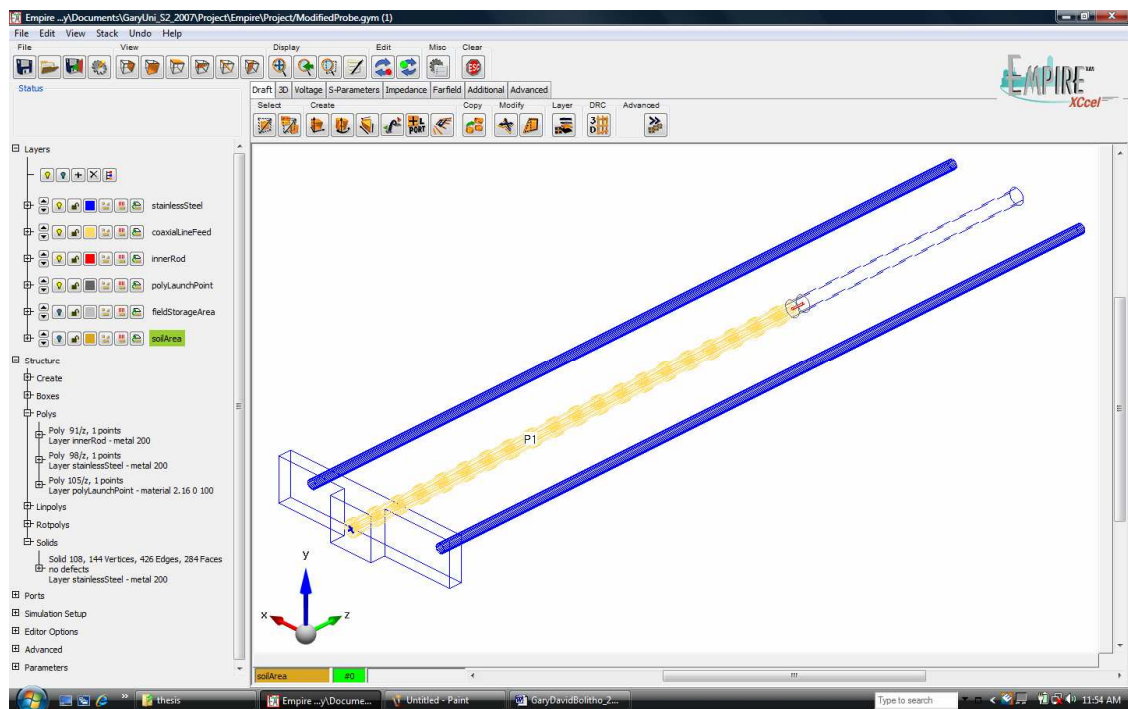 Empire ...y\Documents\GaryUni_S2_2007\Project\Empire\Project/ModifiedProbe.gym (1)
File Edit View Stack Undo Help
File View Display Edit Misc Clear
ESC
Status
EMPIRE™
XCcel™
Draft 3D Voltage S-Parameters Impedance Farfield Additional Advanced
Select Create Copy Modify Layer DRC Advanced
PORT
3
D
Layers
stainlessSteel
coaxialLineFeed
innerRod
polyLaunchPoint
fieldStorageArea
soilArea
Structure
Create
Boxes
Polys
Poly 91/z, 1 points
Layer innerRod - metal 200
Poly 98/z, 1 points
Layer stainlessSteel - metal 200
Poly 105/z, 1 points
Layer polyLaunchPoint - material 2.16 0 100
Linpolys
Rotpolys
Solids
Solid 108, 144 Vertices, 426 Edges, 284 Faces
no defects
Layer stainlessSteel - metal 200
Ports
Simulation Setup
Editor Options
Advanced
Parameters
P1
y
x
z
soilArea #0
thesis
Empire ...y\Docume...
Untitled - Paint
GaryDavidBolitho_2...
Type to search
11:54 AM